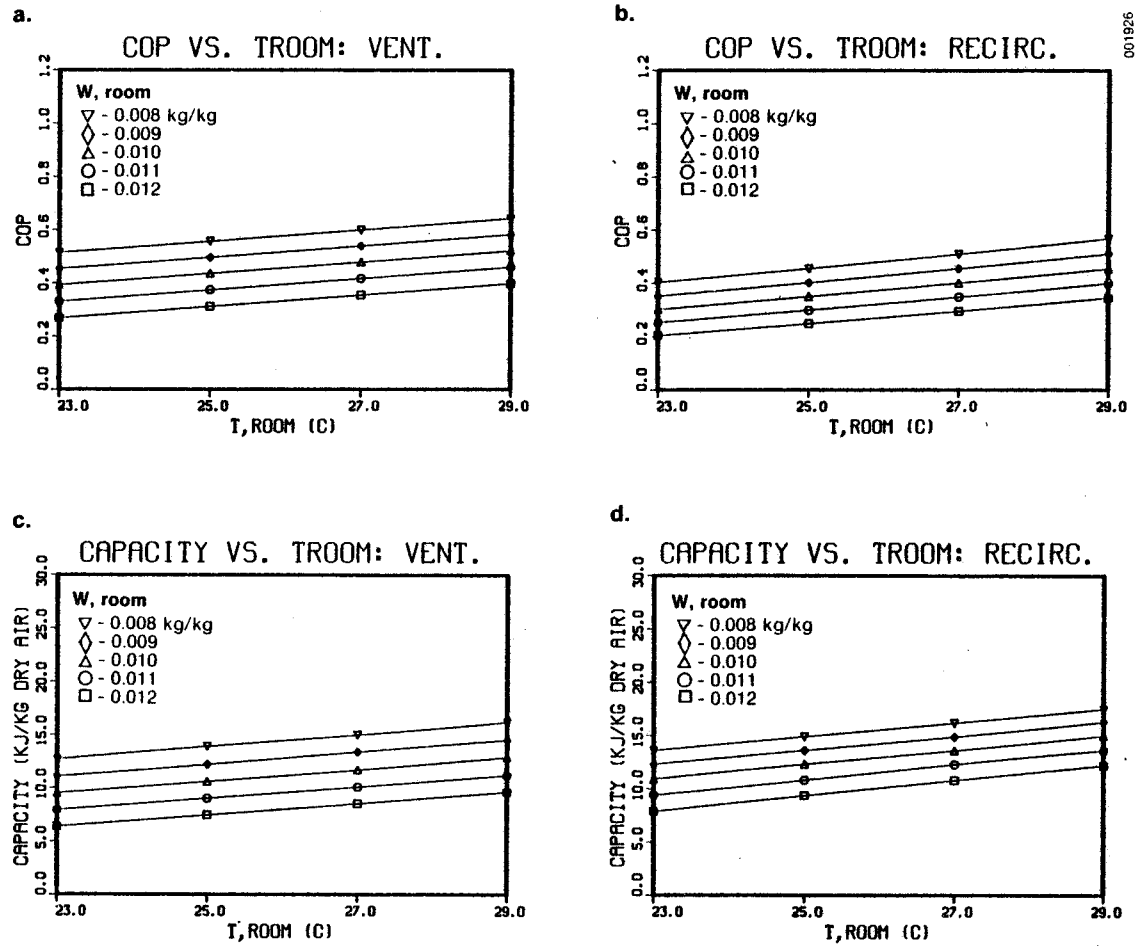 a.
COP VS. TROOM: VENT.
1.2
1.0
0.8
0.6
0.4
0.2
0.0
COP
W, room
- 0.008 kg/kg
- 0.009
- 0.010
- 0.011
- 0.012
23.0 25.0 27.0 29.0
T,ROOM (C)
b.
COP VS. TROOM: RECIRC.
001926
1.2
1.0
0.8
0.6
0.4
0.2
0.0
COP
W, room
- 0.008 kg/kg
- 0.009
- 0.010
- 0.011
- 0.012
23.0 25.0 27.0 29.0
T,ROOM (C)
c.
CAPACITY VS. TROOM: VENT.
30.0
25.0
20.0
15.0
10.0
5.0
0.0
CAPACITY (KJ/KG DRY AIR)
W, room
- 0.008 kg/kg
- 0.009
- 0.010
- 0.011
- 0.012
23.0 25.0 27.0 29.0
T,ROOM (C)
d.
CAPACITY VS. TROOM: RECIRC.
30.0
25.0
20.0
15.0
10.0
5.0
0.0
CAPACITY (KJ/KG DRY AIR)
W, room
- 0.008 kg/kg
- 0.009
- 0.010
- 0.011
- 0.012
23.0 25.0 27.0 29.0
T,ROOM (C)